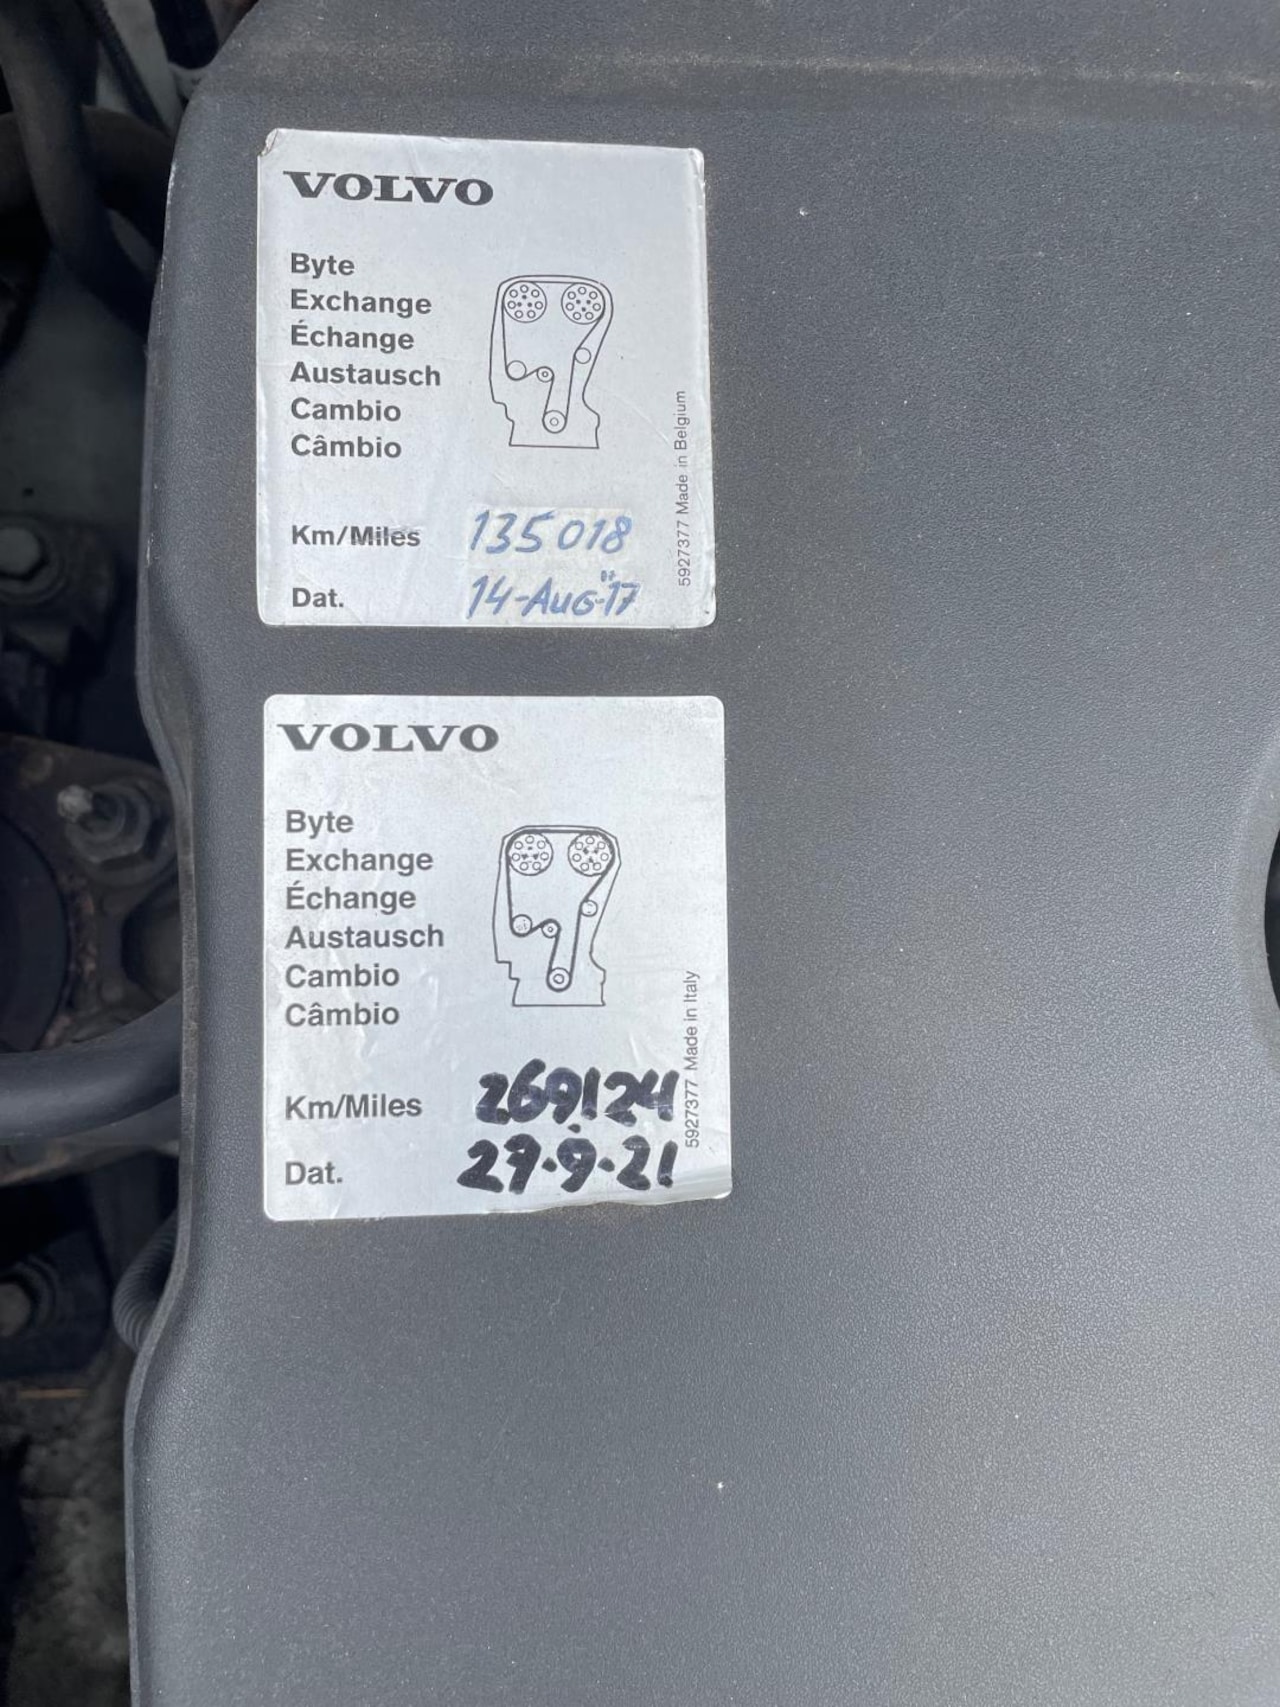 VOLVO
Byte
Exchange
Échange
Austausch
Cambio
Câmbio
Km/Miles 135 018
Dat. 14-Aug-"17
5927377 Made in Belgium
VOLVO
Byte
Exchange
Échange
Austausch
Cambio
Câmbio
Km/Miles 269124
Dat. 27.9.21
5927377 Made in Italy